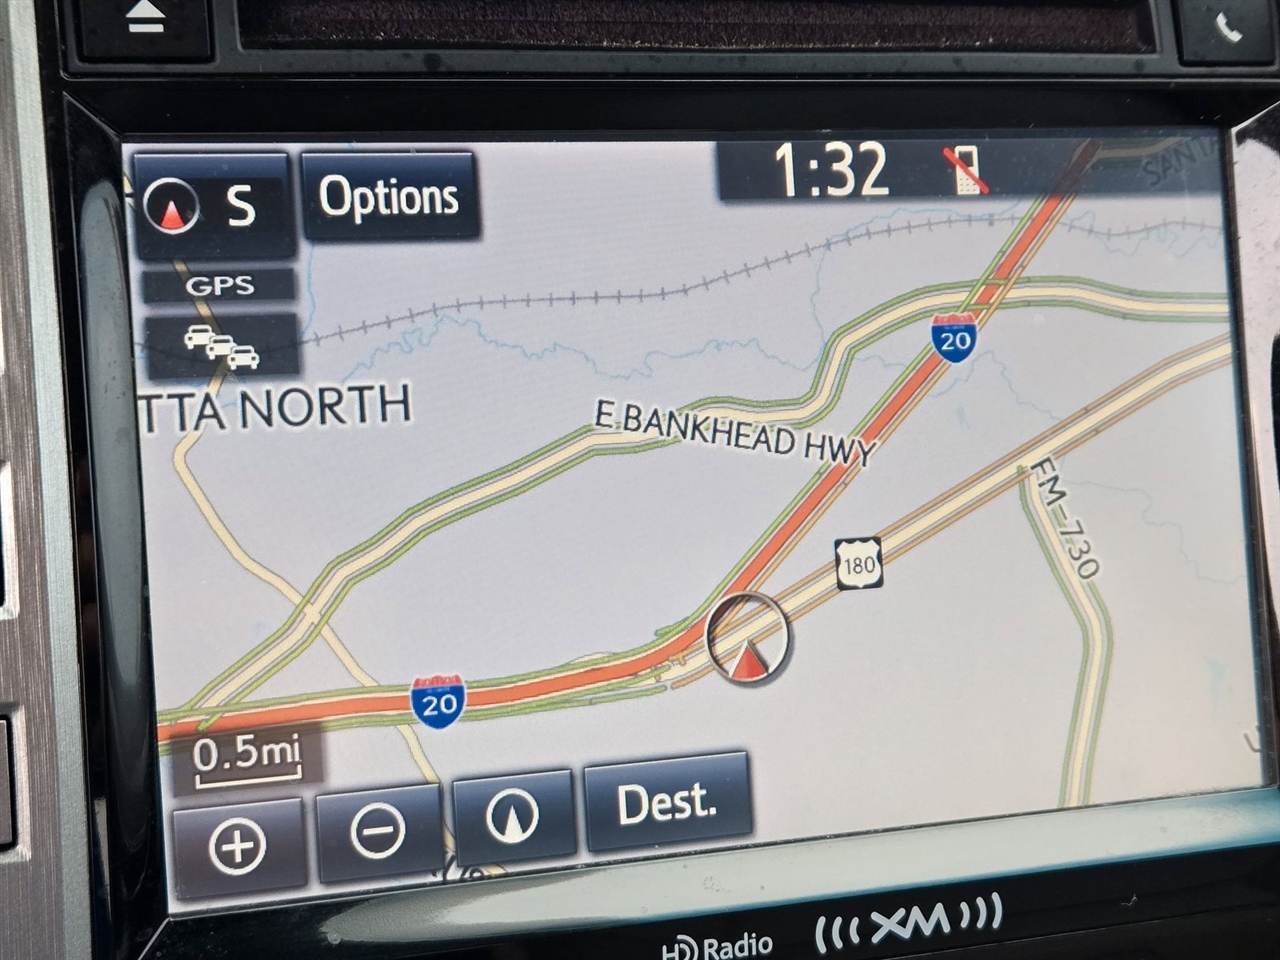 S
Options
1:32
SANTA
GPS
20
TTA NORTH
E BANKHEAD HWY
FM-730
180
20
0.5mi
Dest.
HD Radio
XM